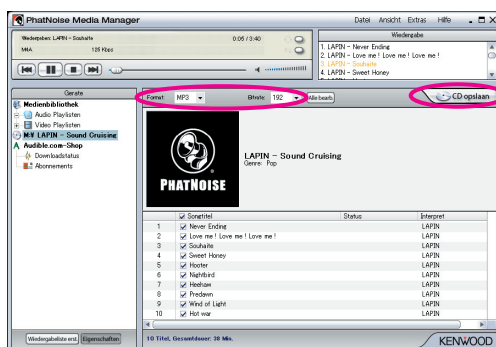 PhatNoise Media Manager
Datei Ansicht Extras Hilfe
Wiedergeben: LAPIN - Souhaite 0:05 / 3:40
M4A 128 Kbps
Wiedergabe
1. LAPIN - Never Ending
2. LAPIN - Love me ! Love me ! Love me !
3. LAPIN - Souhaite
4. LAPIN - Sweet Honey
Geräte
Medienbibliothek
Audio Playlisten
Video Playlisten
M:¥ LAPIN - Sound Cruising
Audible.com-Shop
Downloadstatus
Abonnements
Format: MP3 Bitrate: 192 Alle bearb.
CD opslaan
PHATNOISE
LAPIN - Sound Cruising
Genre: Pop
Songtitel Status Interpret
1 Never Ending LAPIN
2 Love me ! Love me ! Love me ! LAPIN
3 Souhaite LAPIN
4 Sweet Honey LAPIN
5 Hooter LAPIN
6 Nightbird LAPIN
7 Heehaw LAPIN
8 Predawn LAPIN
9 Wind of Light LAPIN
10 Hot war LAPIN
Wiedergabeliste erst. Eigenschaften
10 Titel, Gesamtdauer: 38 Min.
KENWOOD